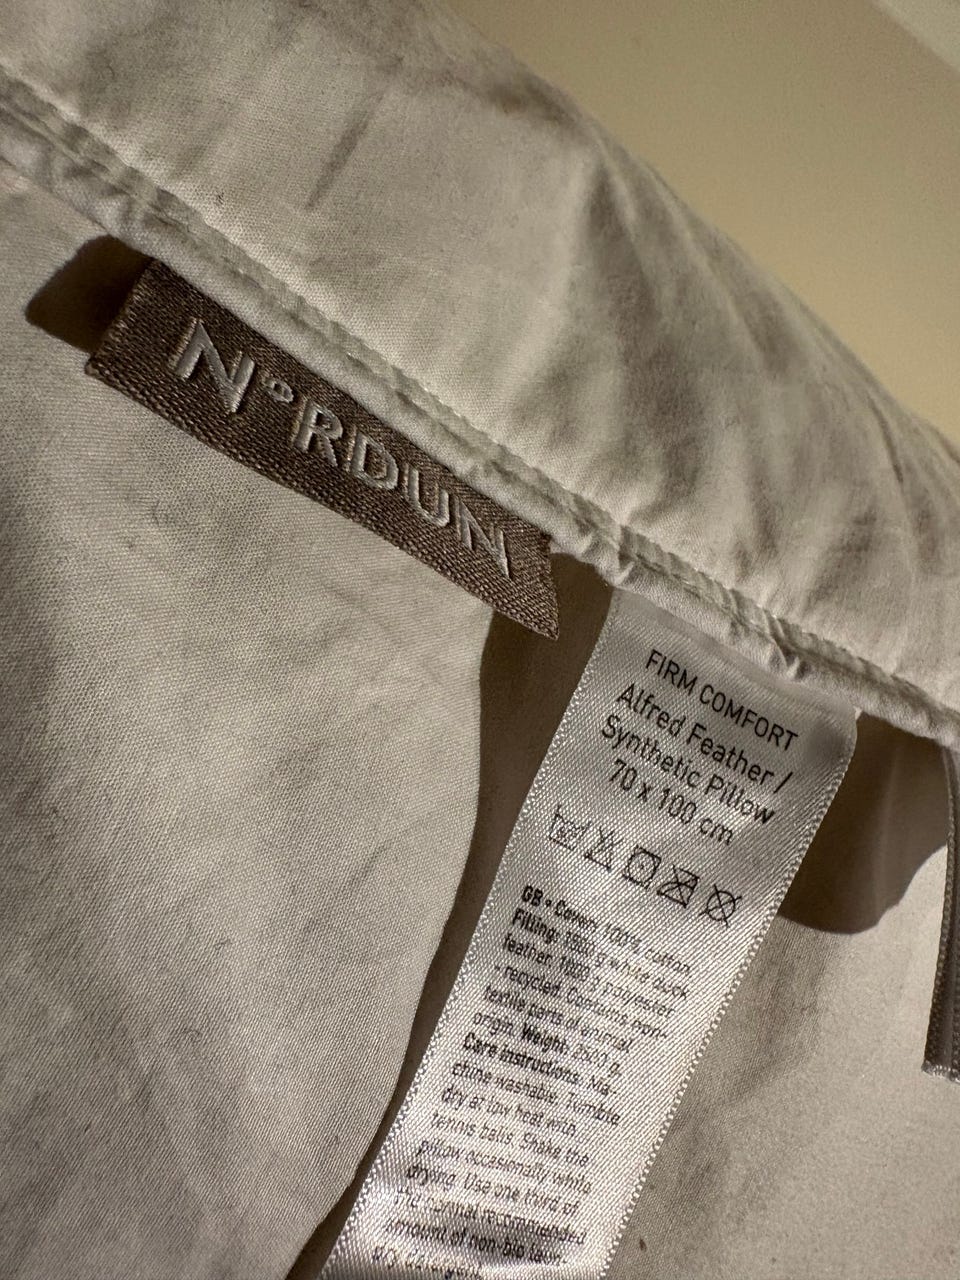 NORDUN
FIRM COMFORT
Alfred Feather /
Synthetic Pillow
70 x 100 cm
GB • Cover: 100% cotton
Filling: g white duck
feather, 1000 g polyester
- recycled. Contains non-
textile parts of animal
origin. Weight: 2500 g.
Care instructions: Ma-
chine washable. Tumble
dry at low heat with
tennis balls. Shake the
pillow occasionally while
drying. Use one third of
the normal recommended
amount of non-bio